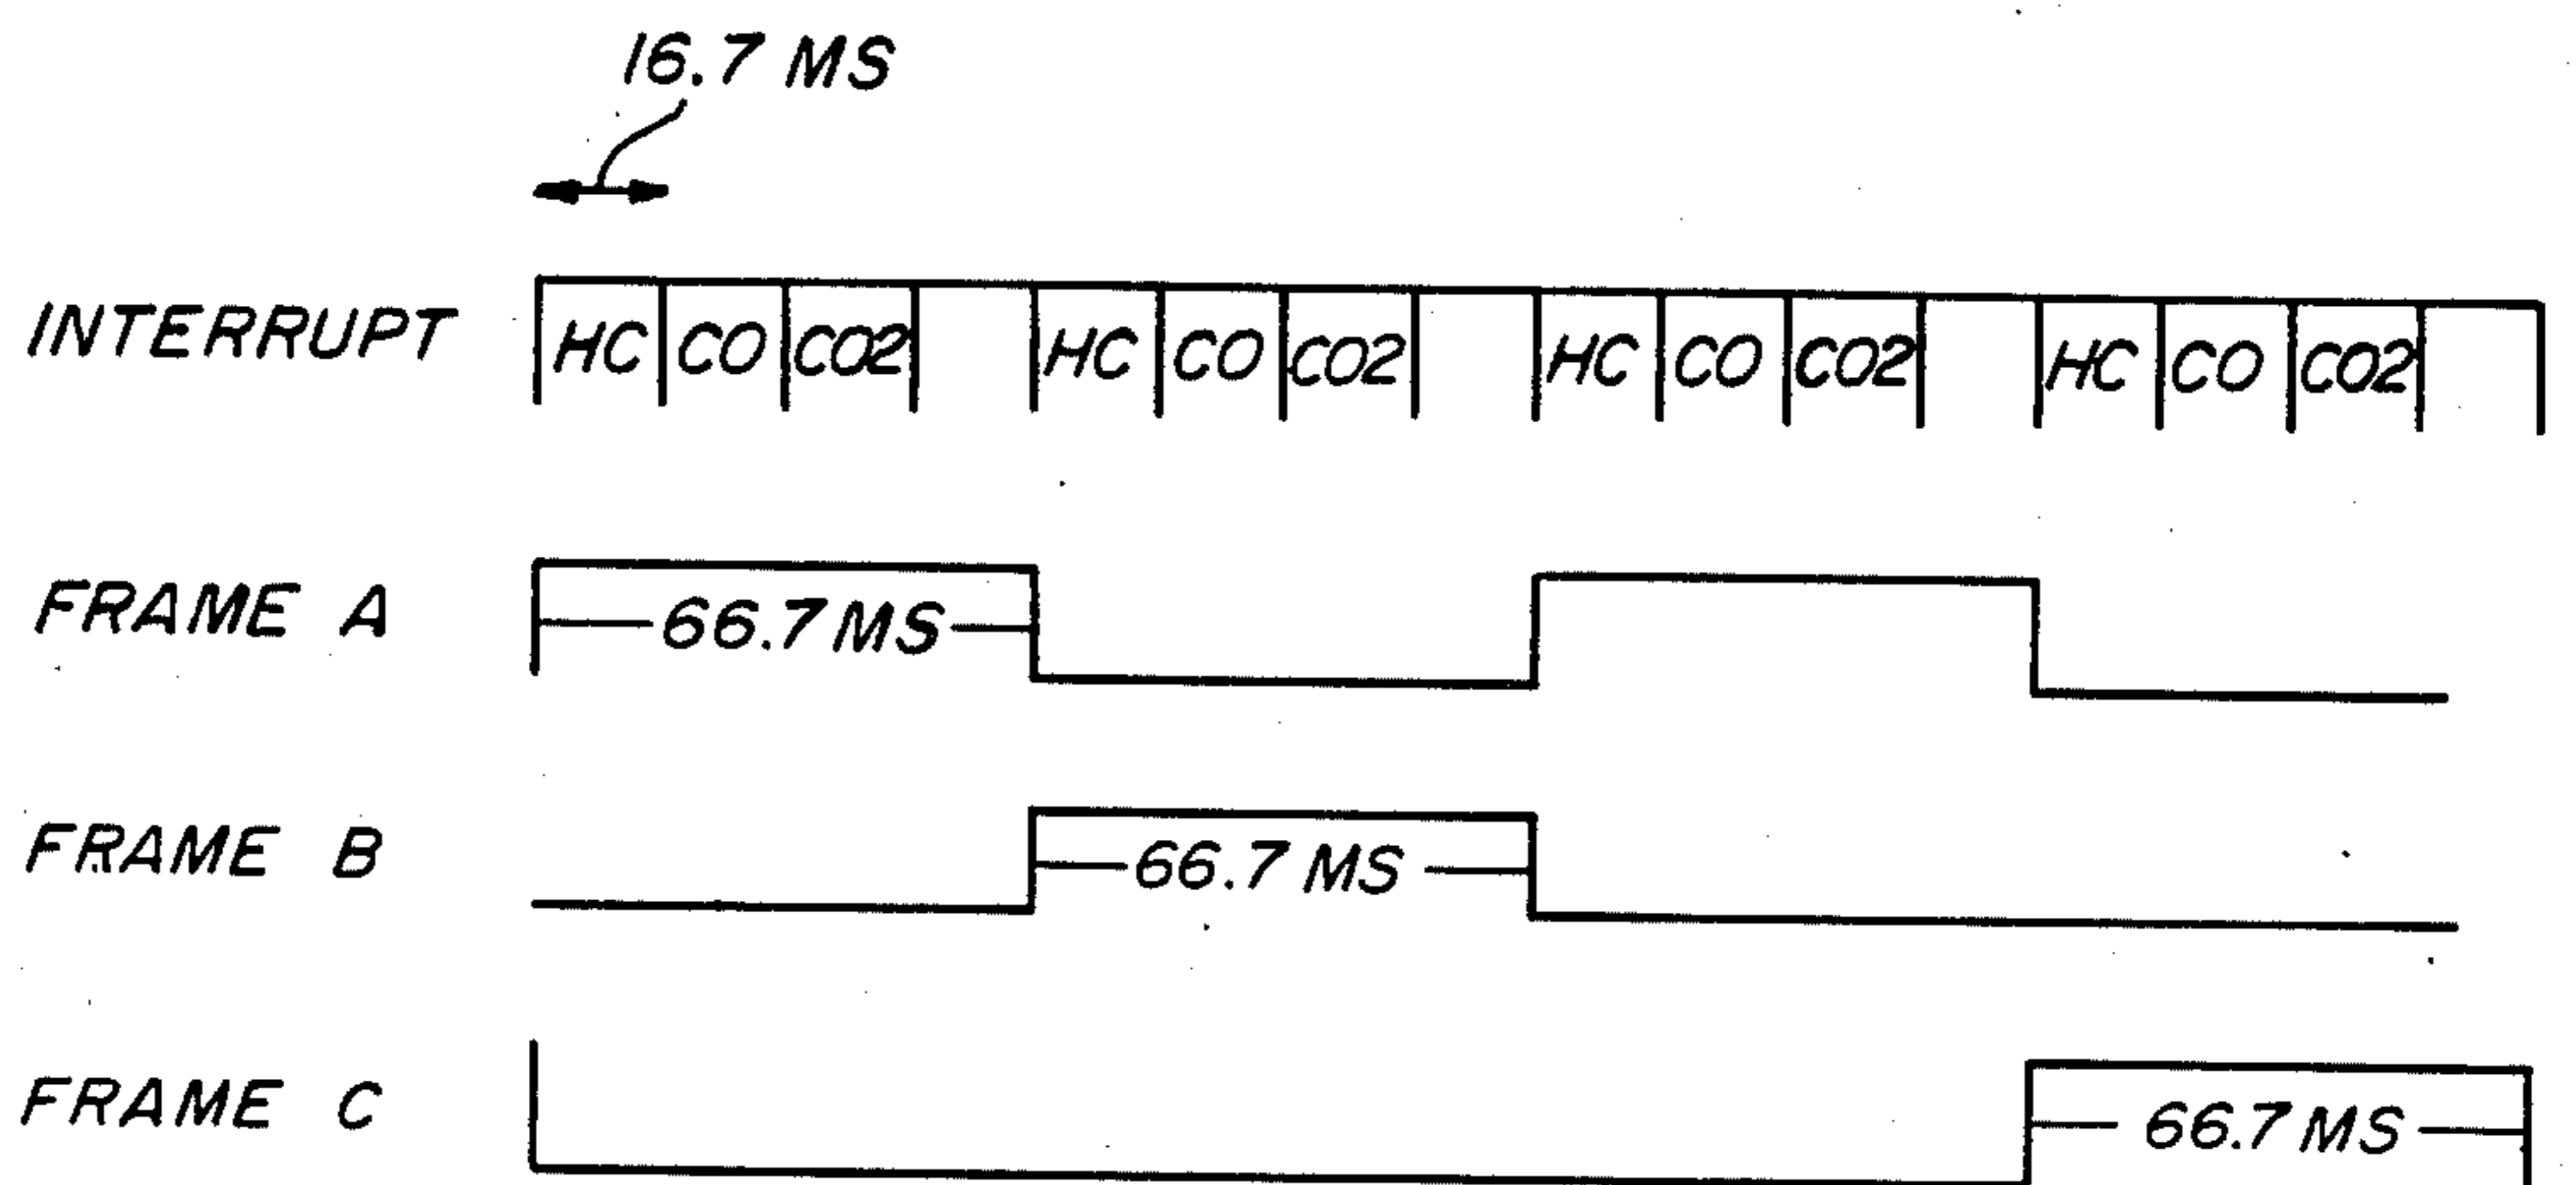 16.7 MS
INTERRUPT HC CO CO2 HC CO CO2 HC CO CO2 HC CO CO2
FRAME A 66.7 MS
FRAME B 66.7 MS
FRAME C 66.7 MS